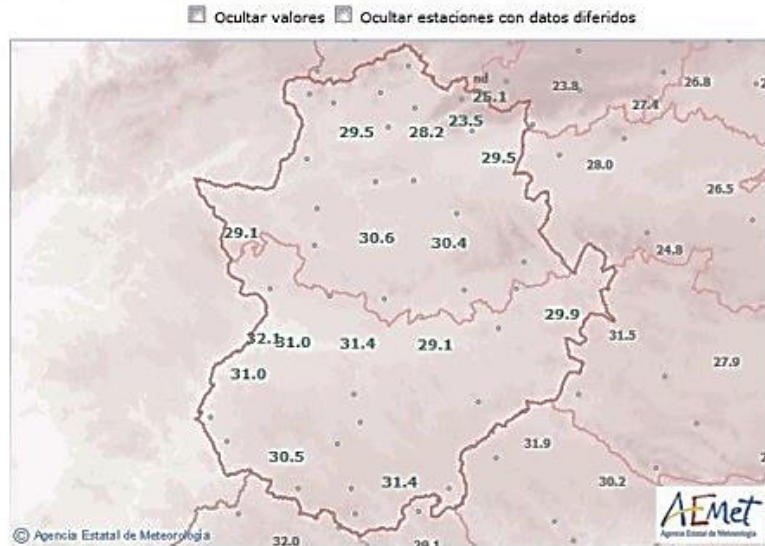 Ocultar valores Ocultar estaciones con datos diferidos
nd
25.1 23.8 27.4 26.8
29.5 28.2 23.5
29.5 28.0
26.5
29.1 30.6 30.4 24.8
29.9
32.1 31.0 31.4 29.1 31.5
31.0 27.9
30.5 31.9
31.4 30.2
AEMet
Agencia Estatal de Meteorología
© Agencia Estatal de Meteorología
32.0 29.1